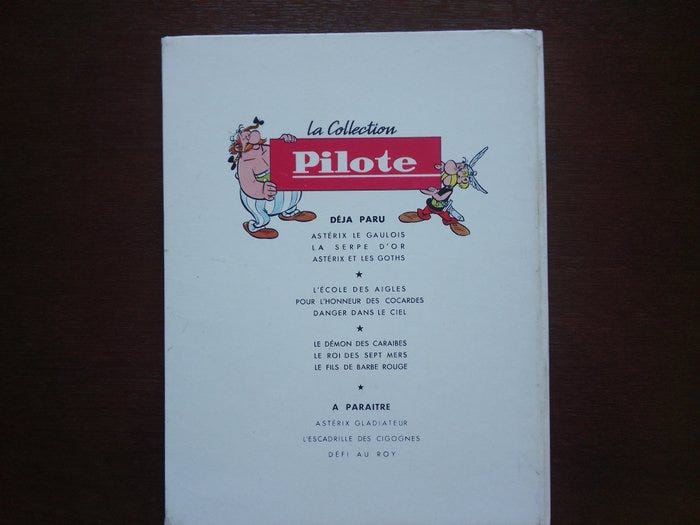 la Collection
Pilote
DÉJA PARU
ASTÉRIX LE GAULOIS
LA SERPE D'OR
ASTÉRIX ET LES GOTHS
L'ÉCOLE DES AIGLES
POUR L'HONNEUR DES COCARDES
DANGER DANS LE CIEL
LE DÉMON DES CARAIBES
LE ROI DES SEPT MERS
LE FILS DE BARBE ROUGE
A PARAITRE
ASTÉRIX GLADIATEUR
L'ESCADRILLE DES CIGOGNES
DÉFI AU ROY